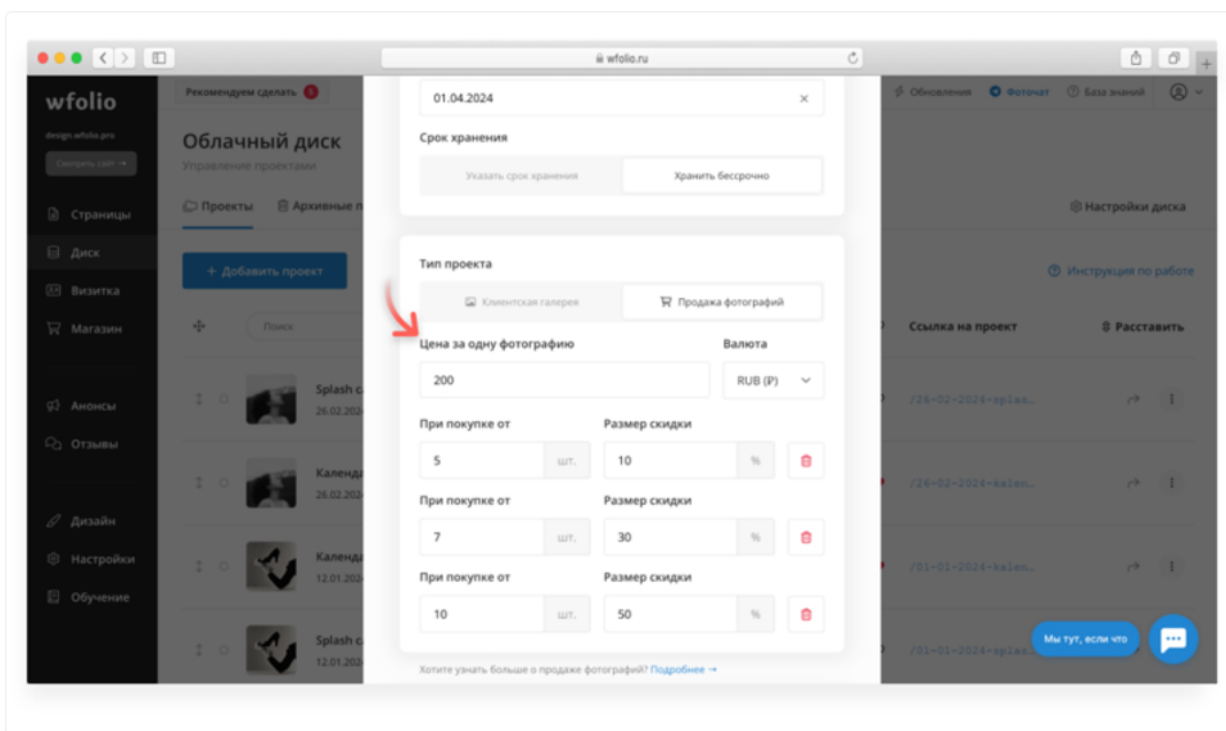 wfolio.ru
wfolio
design.wfolio.pro
Смотреть сайт →
Страницы
Диск
Визитка
Магазин
Анонсы
Отзывы
Дизайн
Настройки
Обучение
Рекомендуем сделать 5
Обновления Фоточат База знаний
Облачный диск
Управление проектами
Проекты Архивные п
Настройки диска
+ Добавить проект
Инструкция по работе
Поиск
Ссылка на проект Расставить
Splash c
26.02.202
/26-02-2024-splas…
Календа
26.02.202
/26-02-2024-kalen…
Календа
12.01.202
/01-01-2024-kalen…
Splash c
12.01.202
/01-01-2024-splas…
01.04.2024
Срок хранения
Указать срок хранения Хранить бессрочно
Тип проекта
Клиентская галерея Продажа фотографий
Цена за одну фотографию Валюта
200 RUB (₽)
При покупке от Размер скидки
5 шт. 10 %
При покупке от Размер скидки
7 шт. 30 %
При покупке от Размер скидки
10 шт. 50 %
Хотите узнать больше о продаже фотографий? Подробнее →
Мы тут, если что